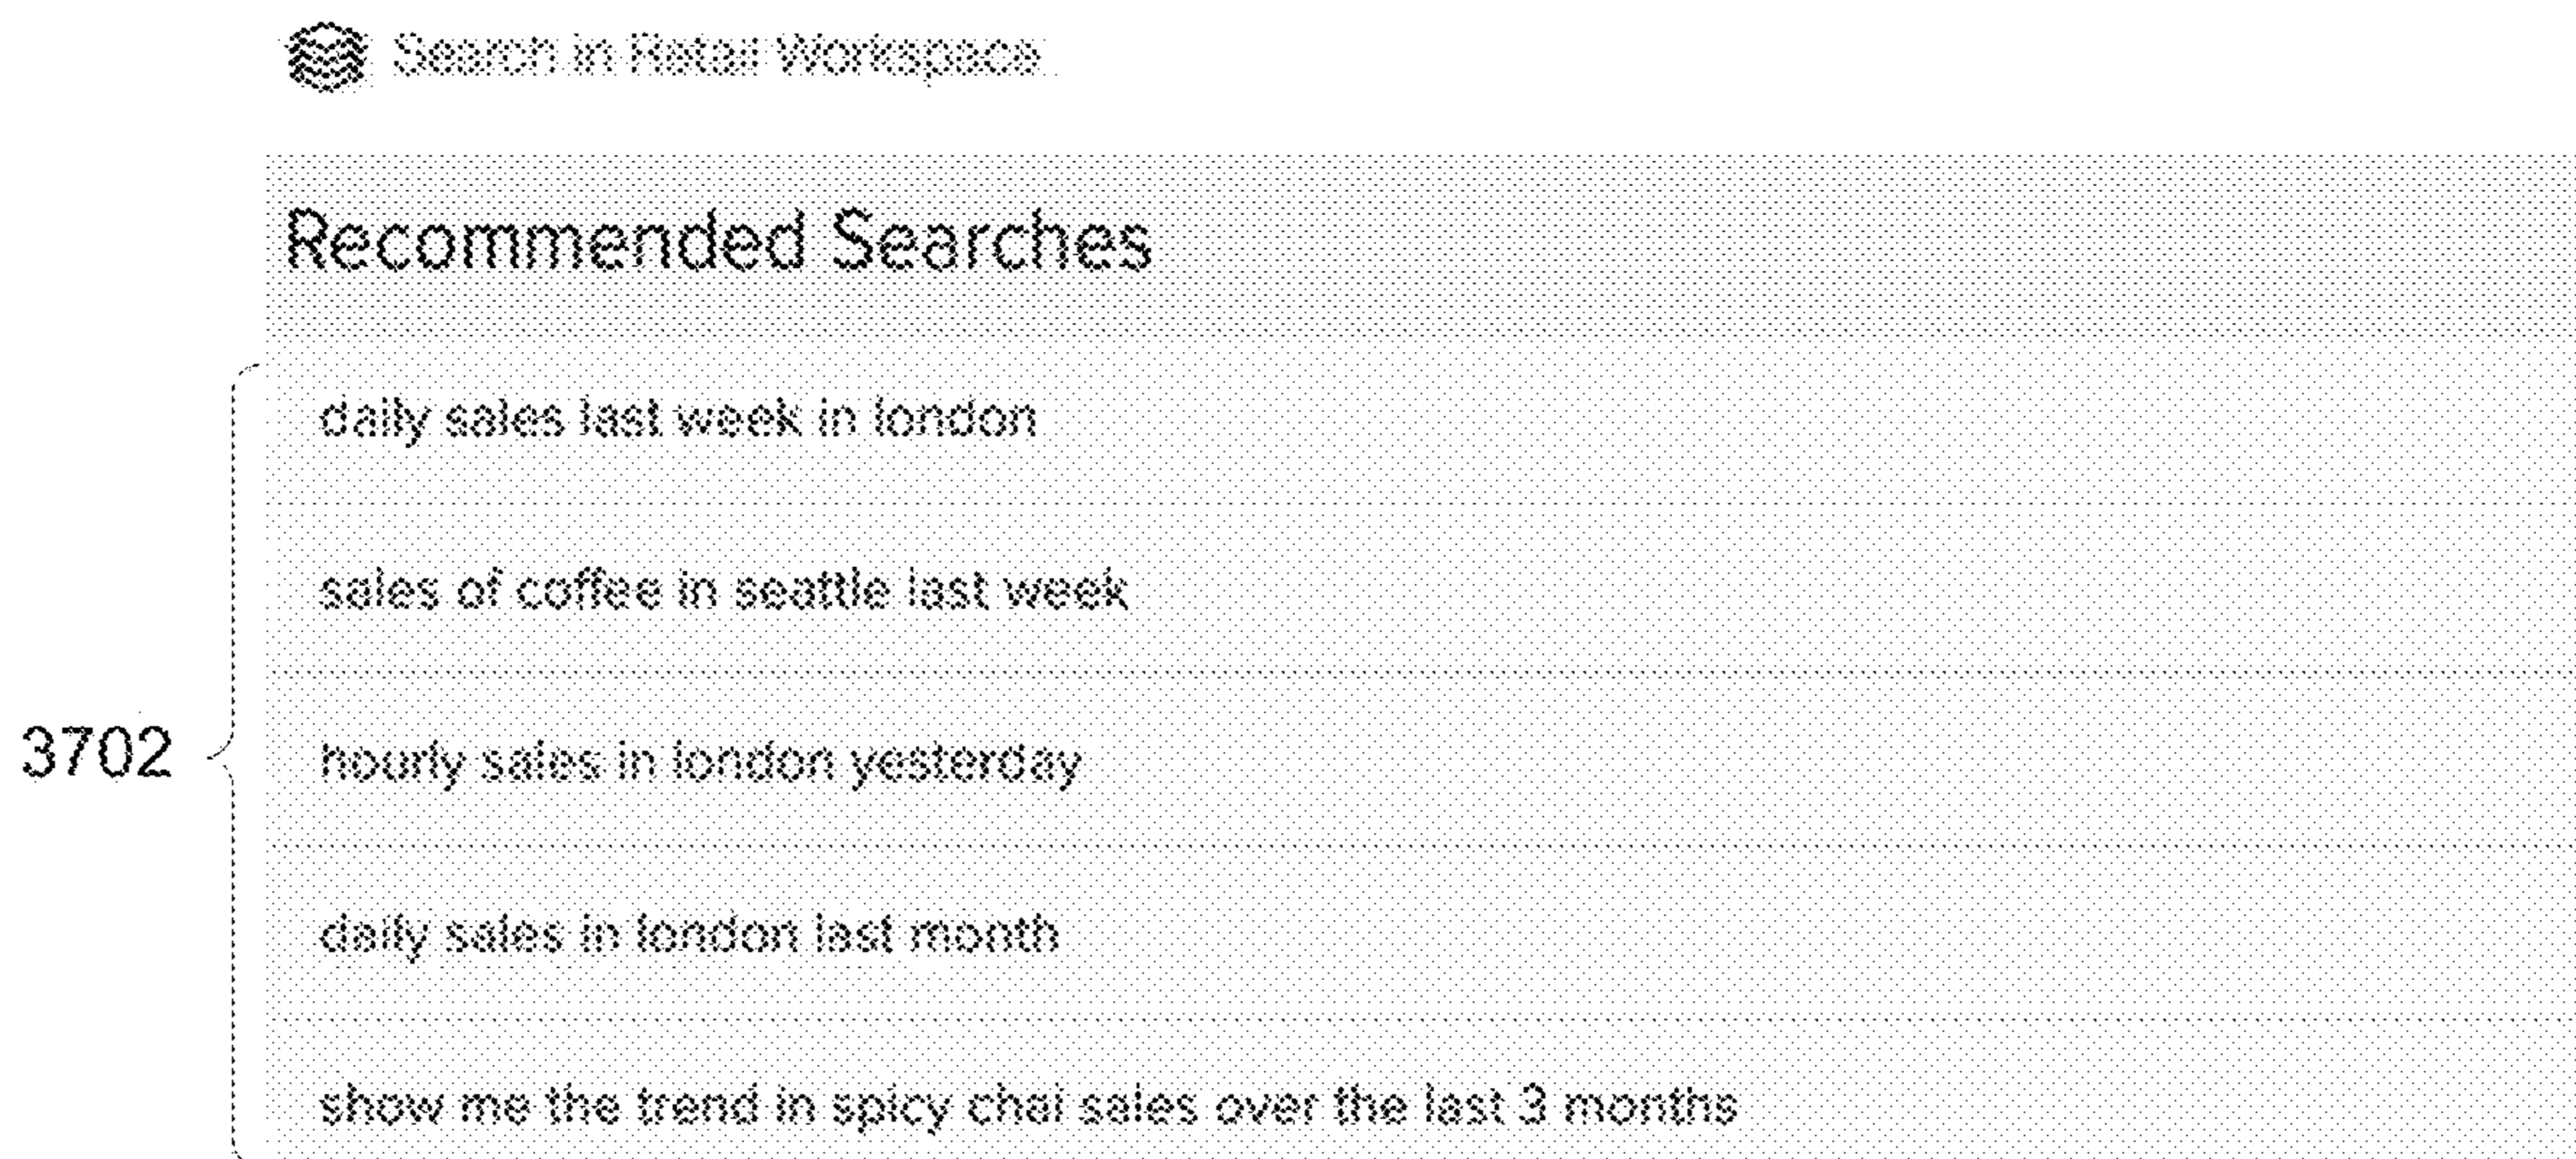 Search in Retail Workspace
Recommended Searches
daily sales last week in london
sales of coffee in seattle last week
3702
hourly sales in london yesterday
daily sales in london last month
show me the trend in spicy chai sales over the last 3 months